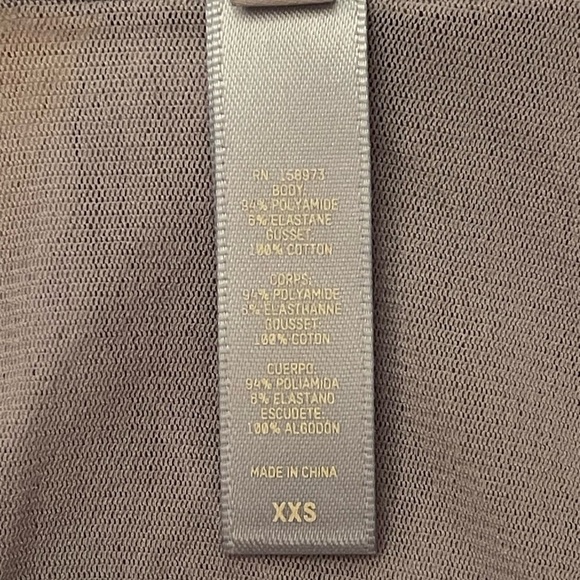 RN: 158973
BODY:
94% POLYAMIDE
6% ELASTANE
GUSSET:
100% COTTON
CORPS:
94% POLYAMIDE
6% ELASTHANNE
GOUSSET:
100% COTON
CUERPO:
94% POLIAMIDA
6% ELASTANO
ESCUDETE:
100% ALGODÓN
MADE IN CHINA
XXS